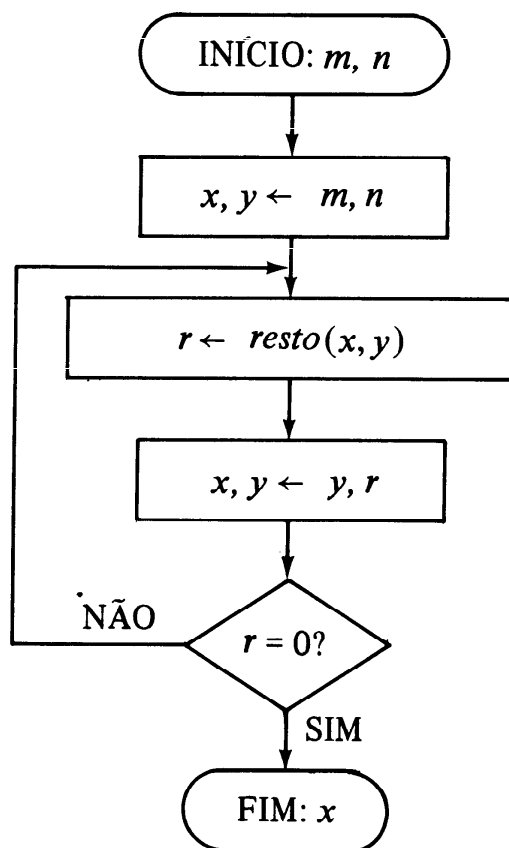 INÍCIO: m, n
x, y ← m, n
r ← resto(x, y)
x, y ← y, r
r = 0?
NÃO
SIM
FIM: x